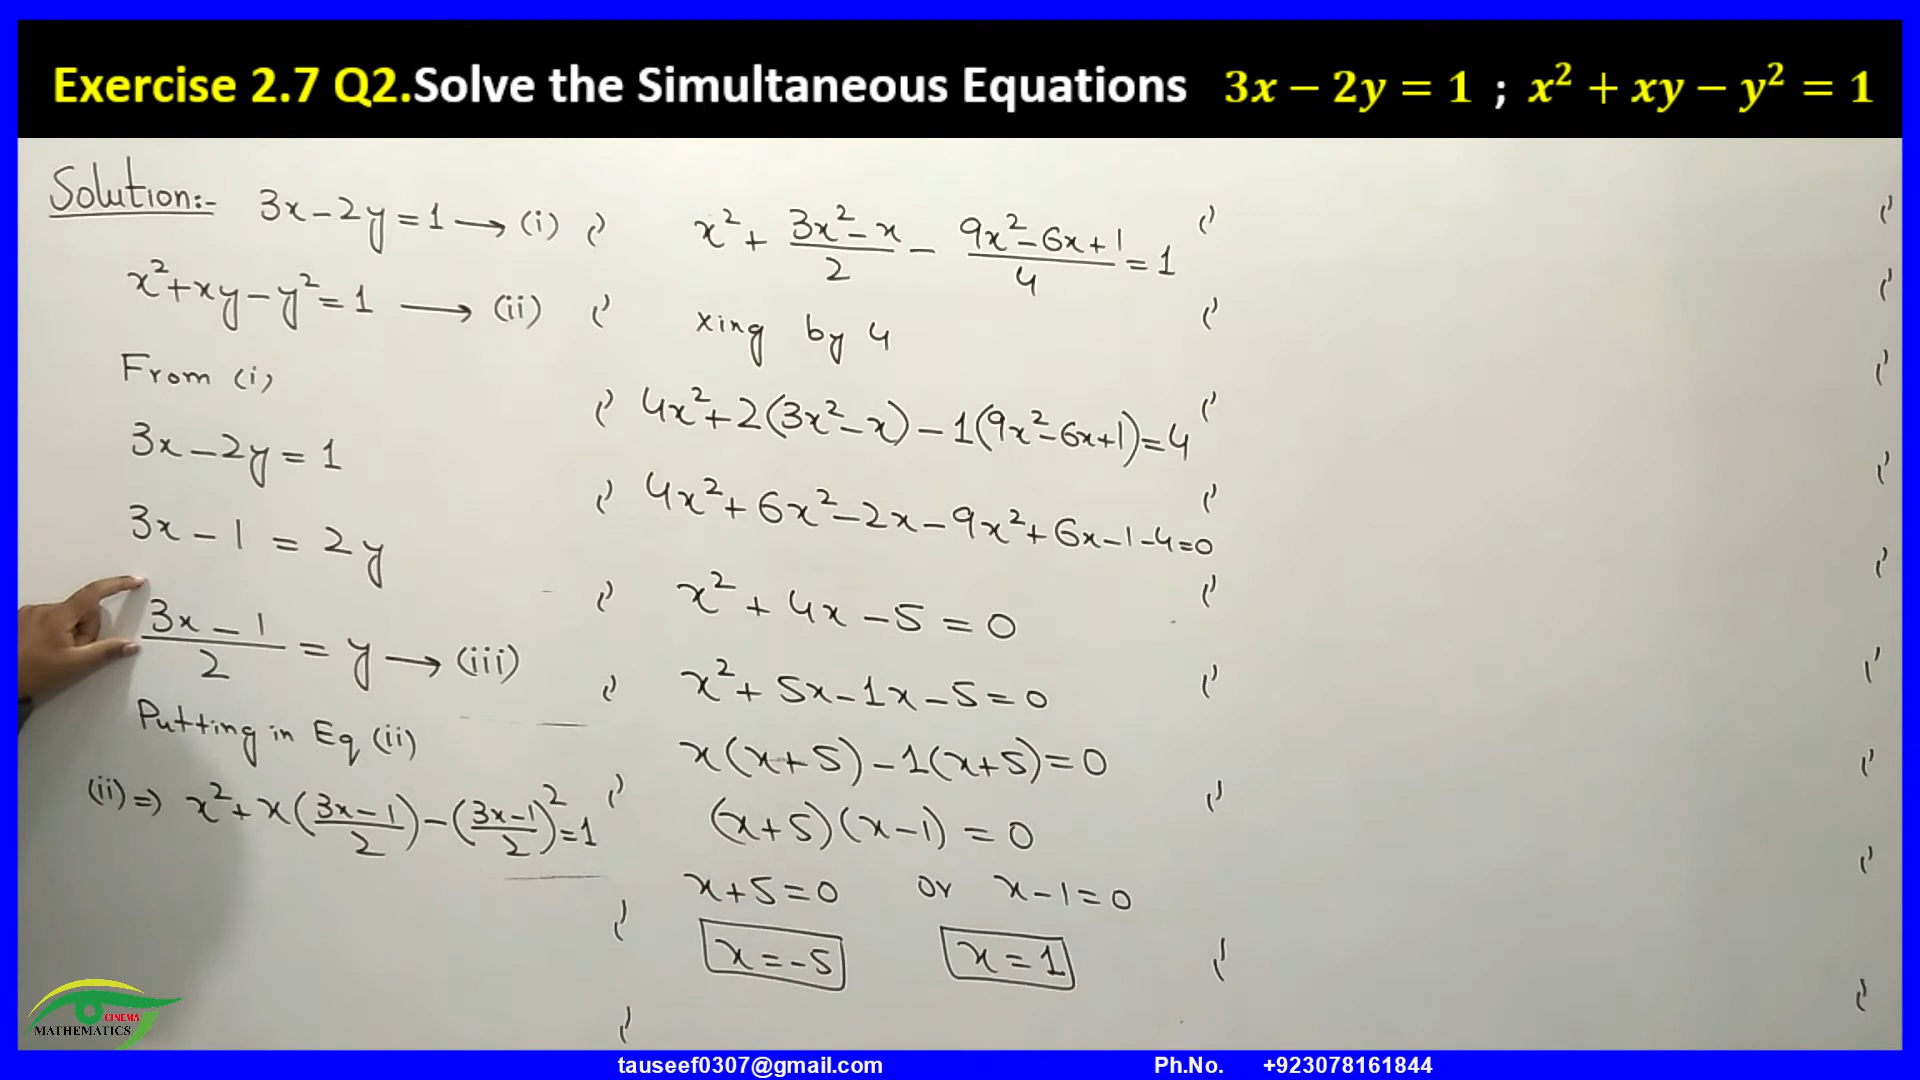 Exercise 2.7 Q2.Solve the Simultaneous Equations 3x − 2y = 1 ; x² + xy − y² = 1
Solution:-
3x-2y=1 → (i)
x²+xy-y²=1 → (ii)
From (i)
3x-2y=1
3x-1 = 2y
(3x-1)/2 = y → (iii)
Putting in Eq (ii)
(ii)⇒ x²+x((3x-1)/2)-((3x-1)/2)²=1
x²+(3x²-x)/2-(9x²-6x+1)/4=1
xing by 4
4x²+2(3x²-x)-1(9x²-6x+1)=4
4x²+6x²-2x-9x²+6x-1-4=0
x²+4x-5=0
x²+5x-1x-5=0
x(x+5)-1(x+5)=0
(x+5)(x-1)=0
x+5=0 or x-1=0
x=-5 x=1
CINEMA
MATHEMATICS
tauseef0307@gmail.com Ph.No. +923078161844